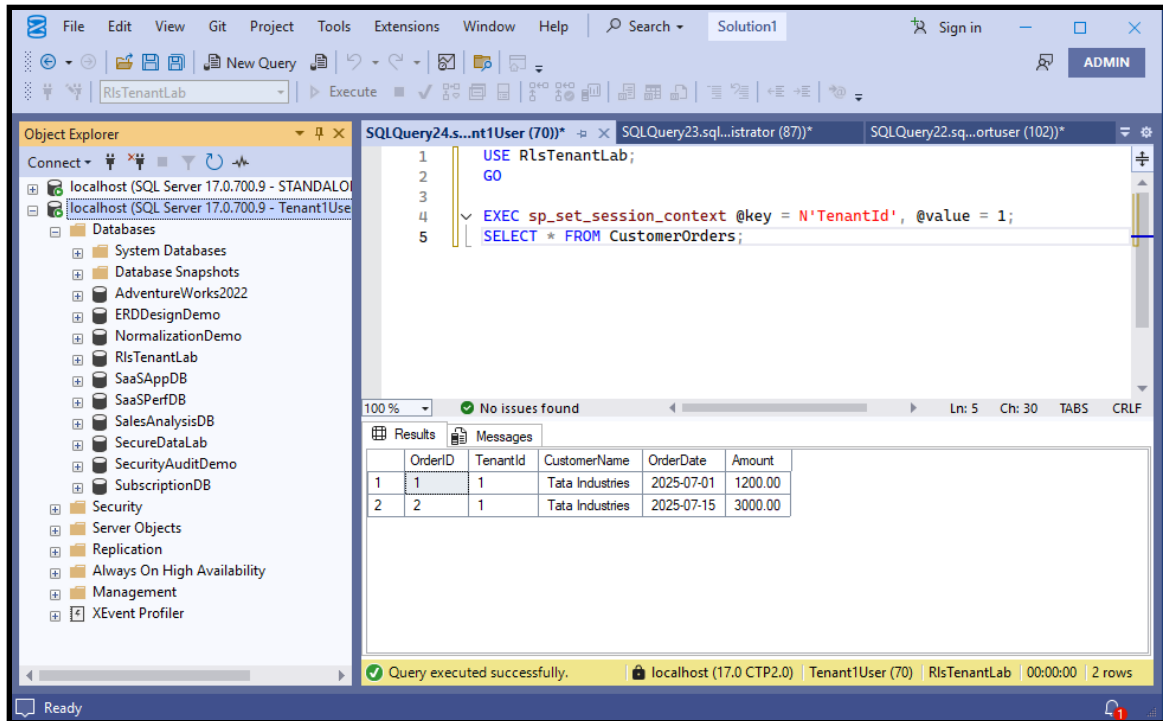 File Edit View Git Project Tools Extensions Window Help Search Solution1 Sign in
New Query ADMIN
RlsTenantLab Execute
Object Explorer
Connect
localhost (SQL Server 17.0.700.9 - STANDALO
localhost (SQL Server 17.0.700.9 - Tenant1Use
Databases
System Databases
Database Snapshots
AdventureWorks2022
ERDDesignDemo
NormalizationDemo
RlsTenantLab
SaaSAppDB
SaaSPerfDB
SalesAnalysisDB
SecureDataLab
SecurityAuditDemo
SubscriptionDB
Security
Server Objects
Replication
Always On High Availability
Management
XEvent Profiler
SQLQuery24.s...nt1User (70))* SQLQuery23.sql...istrator (87))* SQLQuery22.sq...ortuser (102))*
1 USE RlsTenantLab;
2 GO
3
4 EXEC sp_set_session_context @key = N'TenantId', @value = 1;
5 SELECT * FROM CustomerOrders;
100 % No issues found Ln: 5 Ch: 30 TABS CRLF
Results Messages
OrderID TenantId CustomerName OrderDate Amount
1 1 1 Tata Industries 2025-07-01 1200.00
2 2 1 Tata Industries 2025-07-15 3000.00
Query executed successfully. localhost (17.0 CTP2.0) Tenant1User (70) RlsTenantLab 00:00:00 2 rows
Ready 1